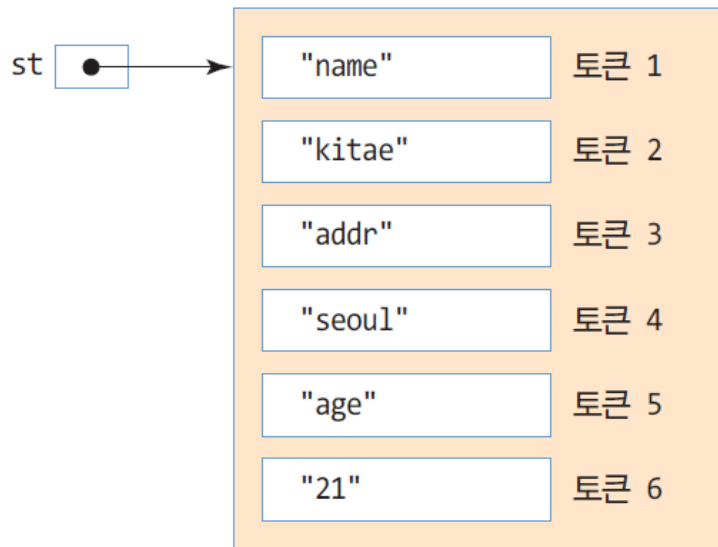 st "name" 토큰 1
"kitae" 토큰 2
"addr" 토큰 3
"seoul" 토큰 4
"age" 토큰 5
"21" 토큰 6